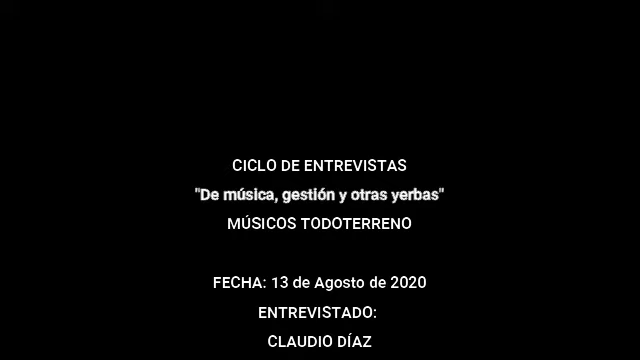 CICLO DE ENTREVISTAS
"De música, gestión y otras yerbas"
MÚSICOS TODOTERRENO
FECHA: 13 de Agosto de 2020
ENTREVISTADO:
CLAUDIO DÍAZ